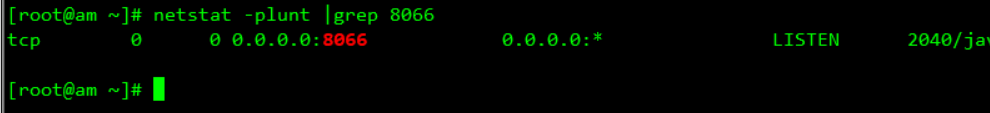 [root@am ~]# netstat -plunt |grep 8066
tcp        0      0 0.0.0.0:8066            0.0.0.0:*               LISTEN      2040/jav
[root@am ~]#